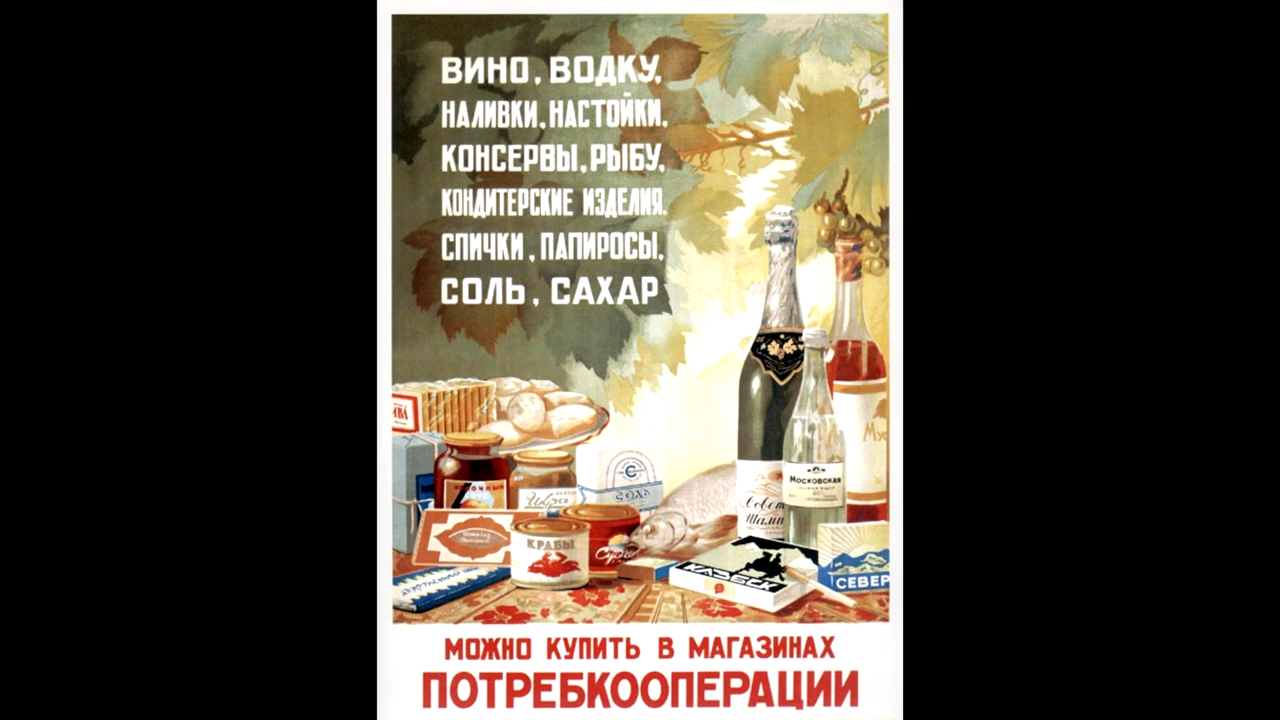 ВИНО, ВОДКУ,
НАЛИВКИ, НАСТОЙКИ,
КОНСЕРВЫ, РЫБУ,
КОНДИТЕРСКИЕ ИЗДЕЛИЯ,
СПИЧКИ, ПАПИРОСЫ,
СОЛЬ, САХАР
СОЛЬ
Икра
КРАБЫ
Московская
КАЗБЕК
СЕВЕР
МОЖНО КУПИТЬ В МАГАЗИНАХ
ПОТРЕБКООПЕРАЦИИ